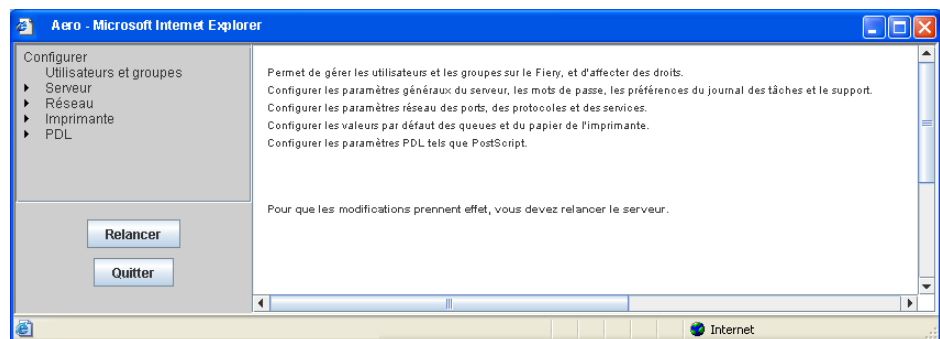 Aero - Microsoft Internet Explorer
Configurer
Utilisateurs et groupes
Serveur
Réseau
Imprimante
PDL
Relancer
Quitter
Permet de gérer les utilisateurs et les groupes sur le Fiery, et d'affecter des droits.
Configurer les paramètres généraux du serveur, les mots de passe, les préférences du journal des tâches et le support.
Configurer les paramètres réseau des ports, des protocoles et des services.
Configurer les valeurs par défaut des queues et du papier de l'imprimante.
Configurer les paramètres PDL tels que PostScript.
Pour que les modifications prennent effet, vous devez relancer le serveur.
Internet